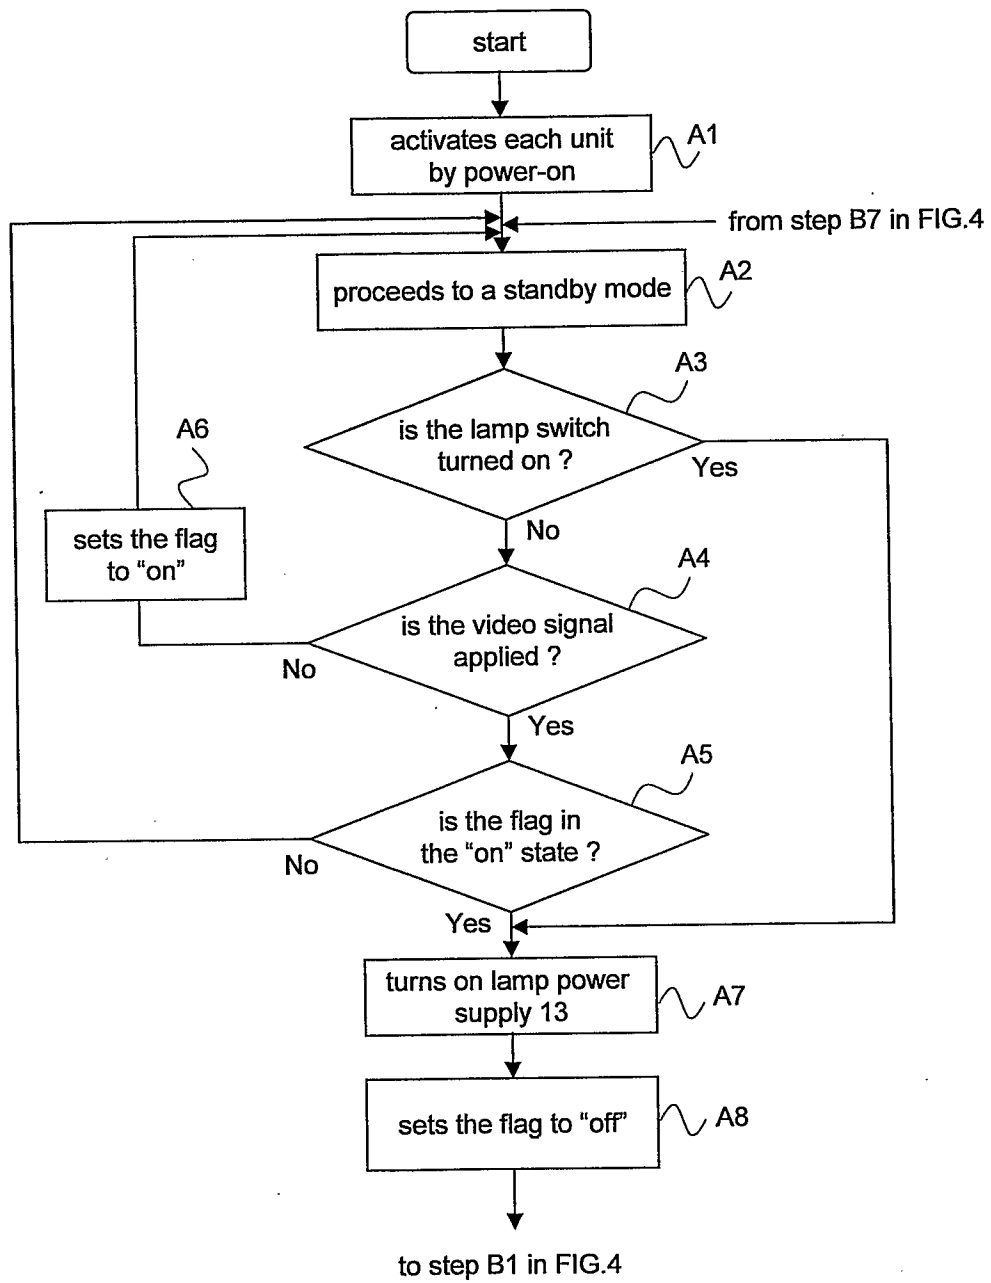 start
activates each unit
by power-on
A1
from step B7 in FIG.4
proceeds to a standby mode
A2
A3
is the lamp switch
turned on ?
Yes
A6
No
sets the flag
to “on”
A4
is the video signal
applied ?
No
Yes
A5
is the flag in
the “on” state ?
No
Yes
turns on lamp power
supply 13
A7
sets the flag to “off”
A8
to step B1 in FIG.4